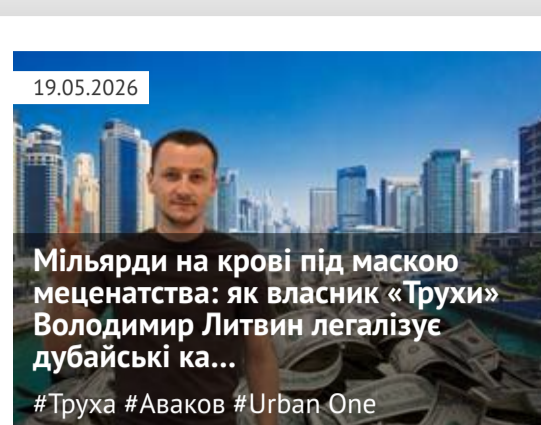 19.05.2026
Мільярди на крові під маскою
меценатства: як власник «Трухи»
Володимир Литвин легалізує
дубайські ка...
#Труха #Аваков #Urban One